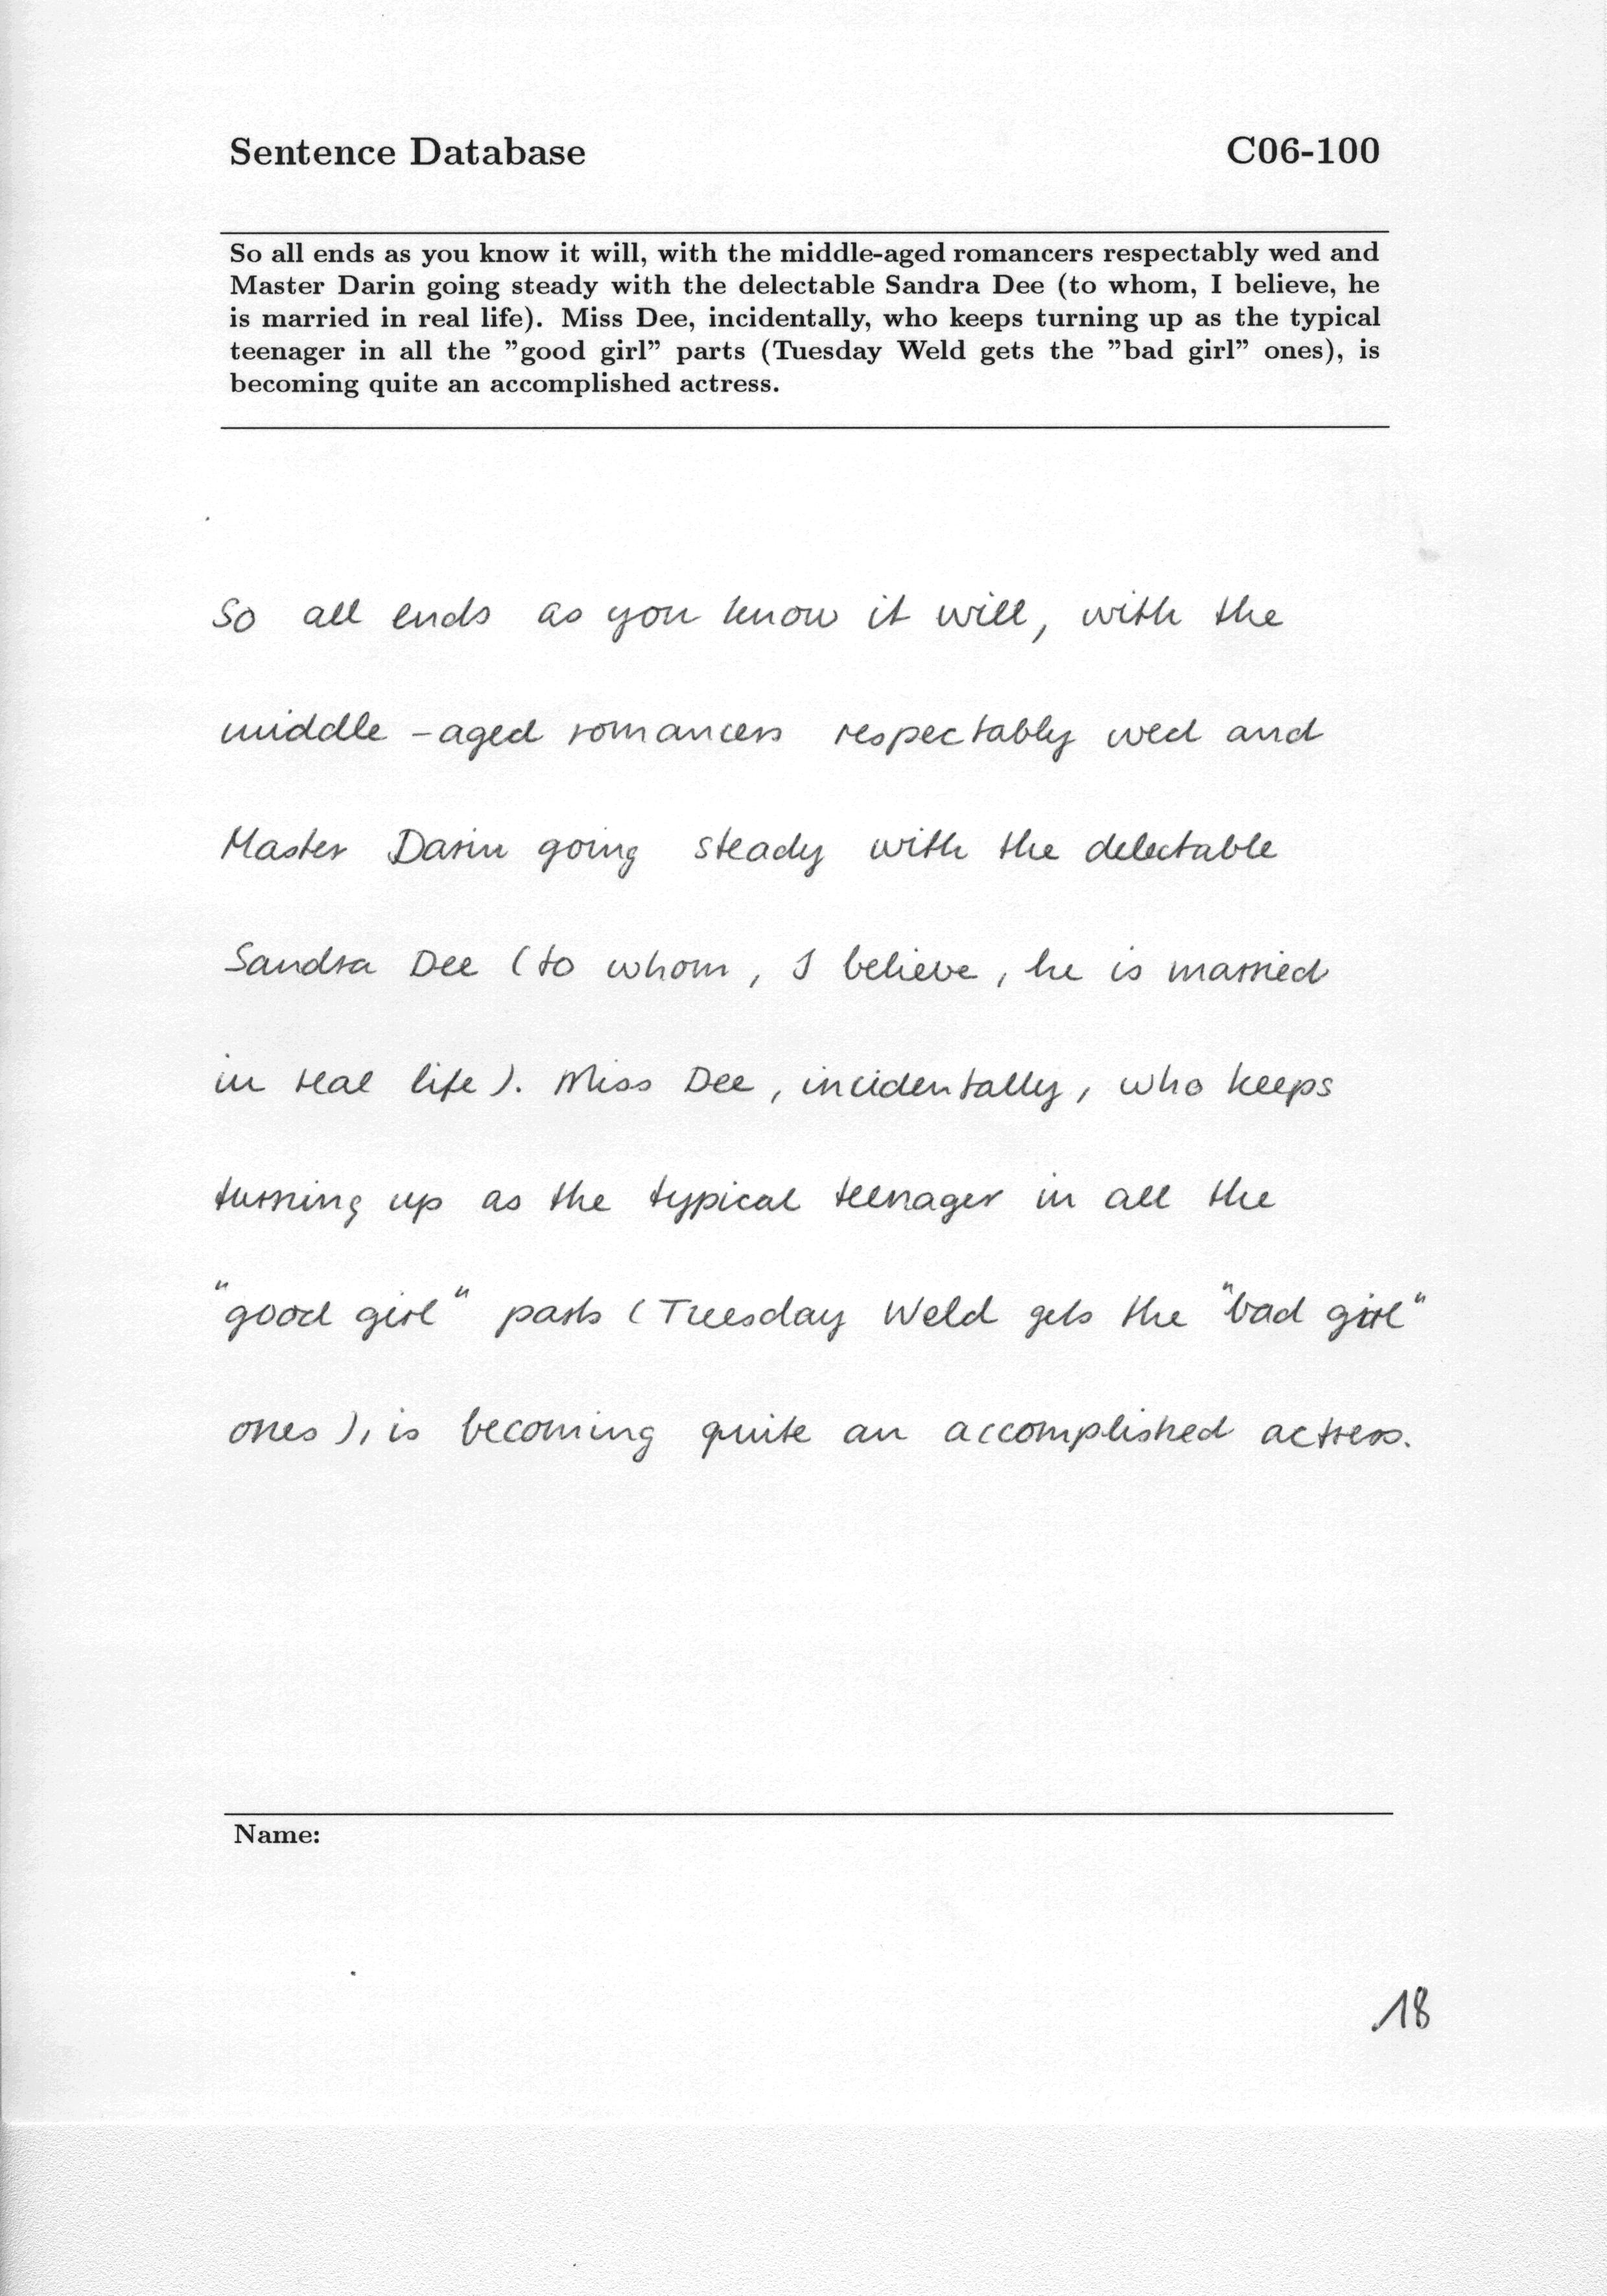 Sentence Database C06-100
So all ends as you know it will, with the middle-aged romancers respectably wed and
Master Darin going steady with the delectable Sandra Dee (to whom, I believe, he
is married in real life). Miss Dee, incidentally, who keeps turning up as the typical
teenager in all the "good girl" parts (Tuesday Weld gets the "bad girl" ones), is
becoming quite an accomplished actress.
So all ends as you know it will, with the
middle-aged romancers respectably wed and
Master Darin going steady with the delectable
Sandra Dee (to whom, I believe, he is married
in real life). Miss Dee, incidentally, who keeps
turning up as the typical teenager in all the
"good girl" parts (Tuesday Weld gets the "bad girl"
ones), is becoming quite an accomplished actress.
Name:
18